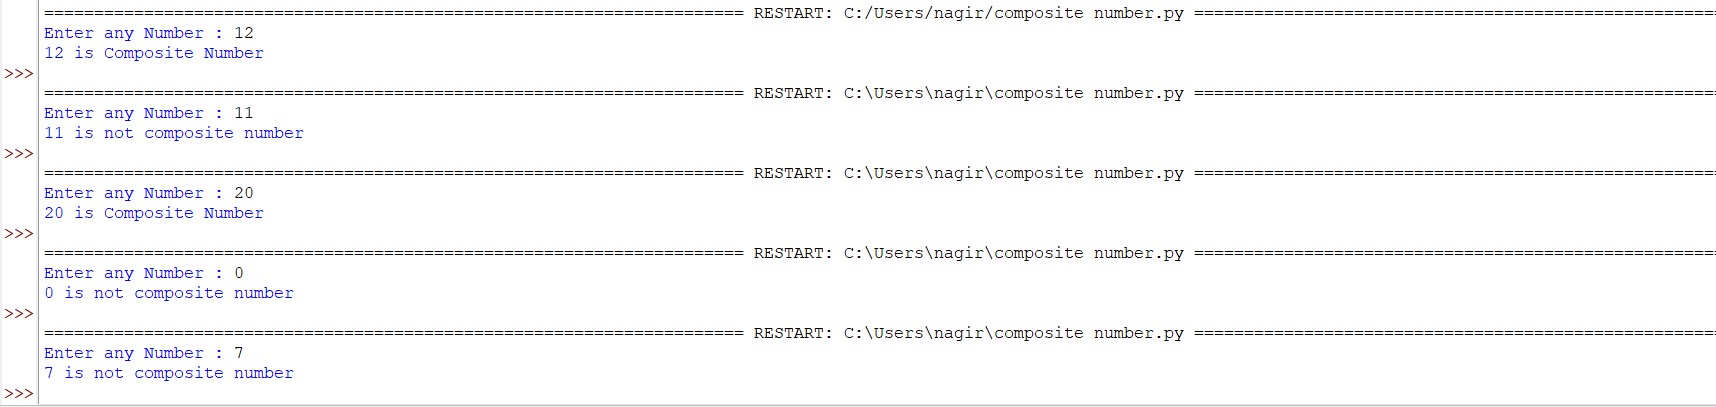 ====================================================================== RESTART: C:/Users/nagir/composite number.py =====================================================
Enter any Number : 12
12 is Composite Number
>>>
====================================================================== RESTART: C:\Users\nagir\composite number.py =====================================================
Enter any Number : 11
11 is not composite number
>>>
====================================================================== RESTART: C:\Users\nagir\composite number.py =====================================================
Enter any Number : 20
20 is Composite Number
>>>
====================================================================== RESTART: C:\Users\nagir\composite number.py =====================================================
Enter any Number : 0
0 is not composite number
>>>
====================================================================== RESTART: C:\Users\nagir\composite number.py =====================================================
Enter any Number : 7
7 is not composite number
>>>